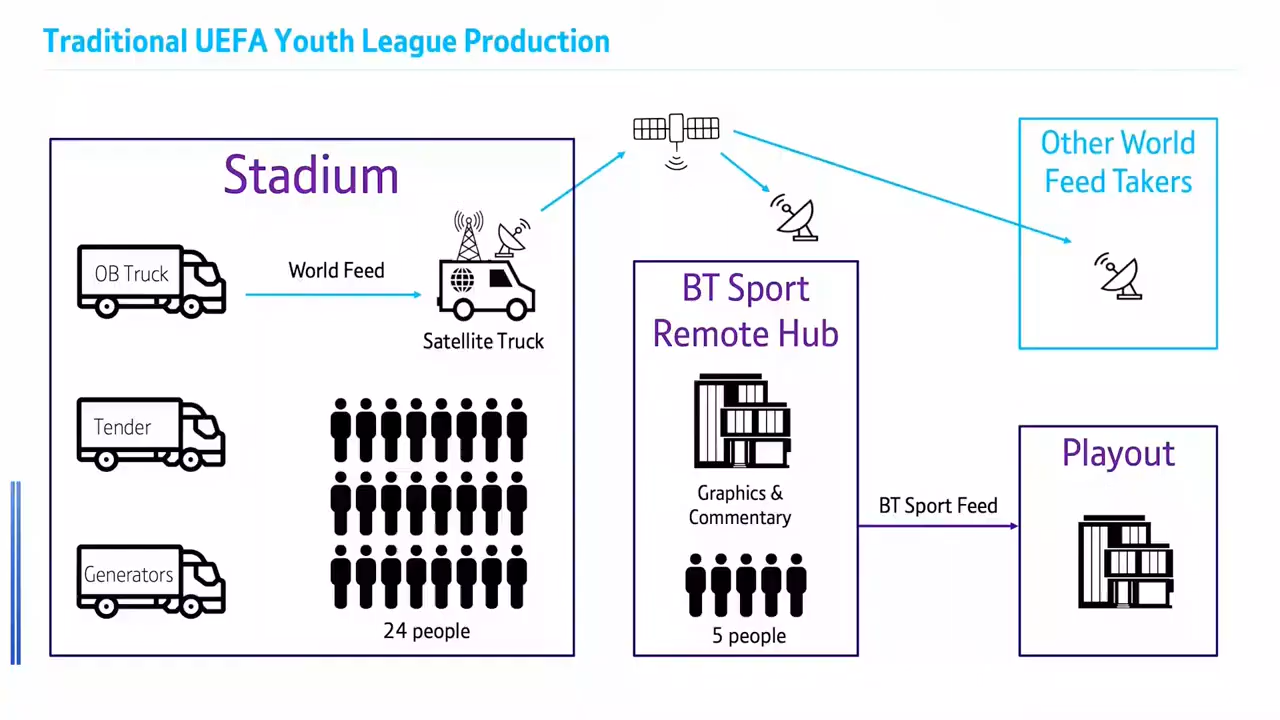 Traditional UEFA Youth League Production
Stadium
OB Truck
World Feed
Satellite Truck
Tender
Generators
24 people
BT Sport
Remote Hub
Graphics &
Commentary
5 people
BT Sport Feed
Other World
Feed Takers
Playout